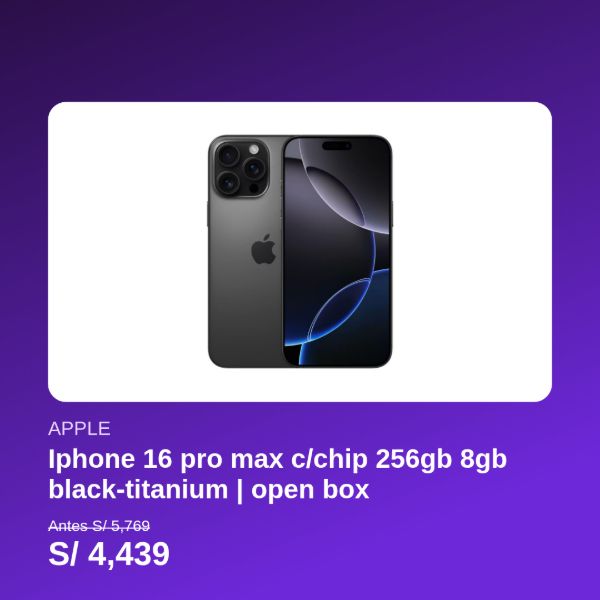 APPLE
Iphone 16 pro max c/chip 256gb 8gb
black-titanium | open box
Antes S/ 5,769
S/ 4,439